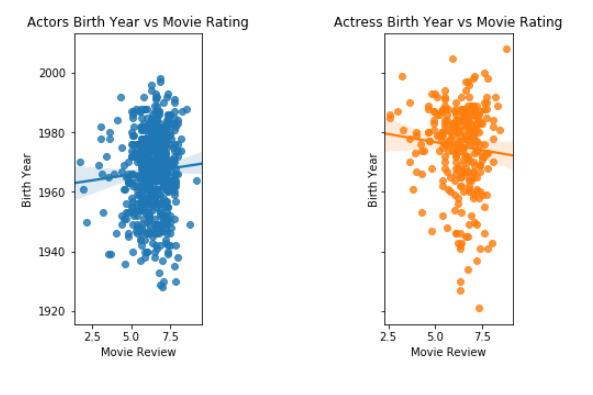 Actors Birth Year vs Movie Rating
Birth Year
2000
1980
1960
1940
1920
2.5 5.0 7.5
Movie Review
Actress Birth Year vs Movie Rating
Birth Year
2.5 5.0 7.5
Movie Review